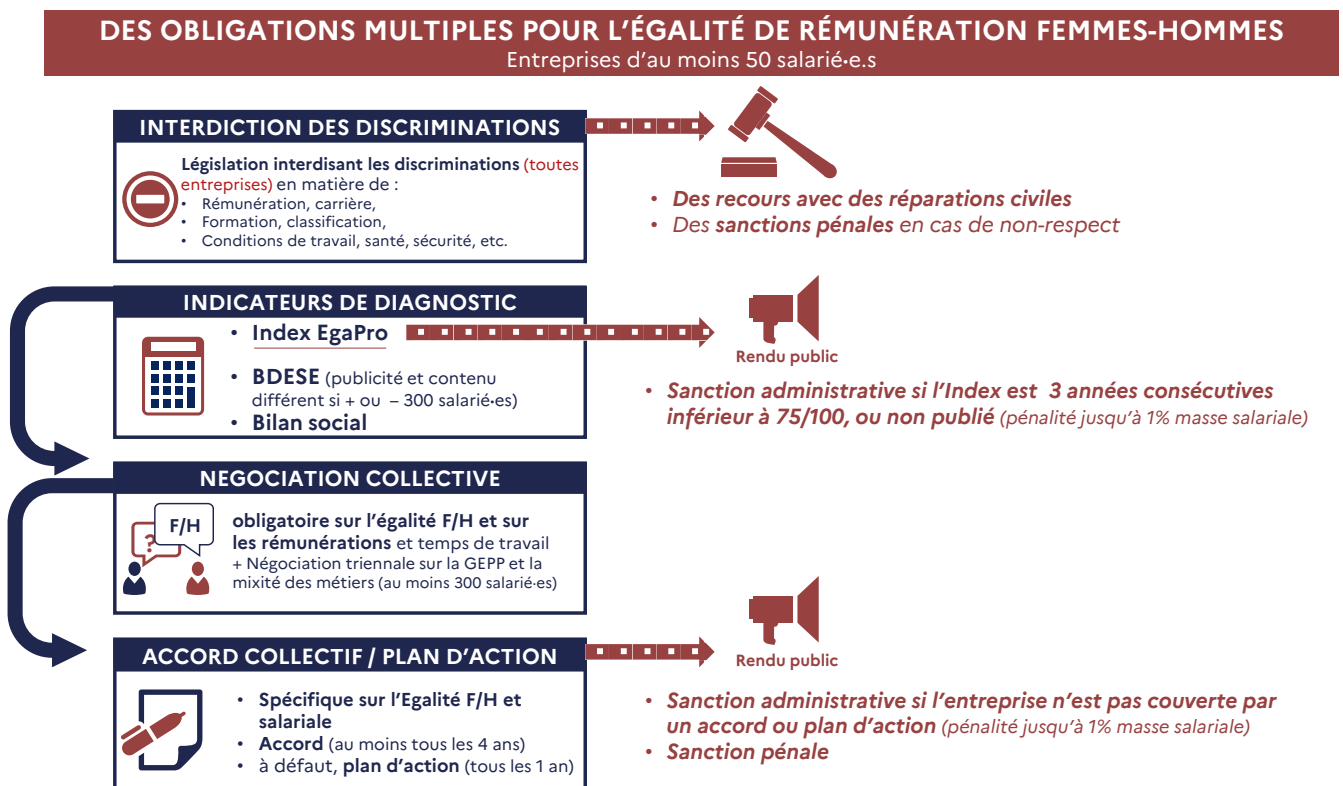 DES OBLIGATIONS MULTIPLES POUR L'ÉGALITÉ DE RÉMUNÉRATION FEMMES-HOMMES
Entreprises d'au moins 50 salarié·e.s
INTERDICTION DES DISCRIMINATIONS
Législation interdisant les discriminations (toutes
entreprises) en matière de :
• Rémunération, carrière,
• Formation, classification,
• Conditions de travail, santé, sécurité, etc.
• Des recours avec des réparations civiles
• Des sanctions pénales en cas de non-respect
INDICATEURS DE DIAGNOSTIC
• Index EgaPro
• BDESE (publicité et contenu
différent si + ou – 300 salarié·es)
• Bilan social
Rendu public
• Sanction administrative si l'Index est 3 années consécutives
inférieur à 75/100, ou non publié (pénalité jusqu'à 1% masse salariale)
NEGOCIATION COLLECTIVE
?
F/H
obligatoire sur l'égalité F/H et sur
les rémunérations et temps de travail
+ Négociation triennale sur la GEPP et la
mixité des métiers (au moins 300 salarié·es)
ACCORD COLLECTIF / PLAN D'ACTION
• Spécifique sur l'Egalité F/H et
salariale
• Accord (au moins tous les 4 ans)
• à défaut, plan d'action (tous les 1 an)
Rendu public
• Sanction administrative si l'entreprise n'est pas couverte par
un accord ou plan d'action (pénalité jusqu'à 1% masse salariale)
• Sanction pénale